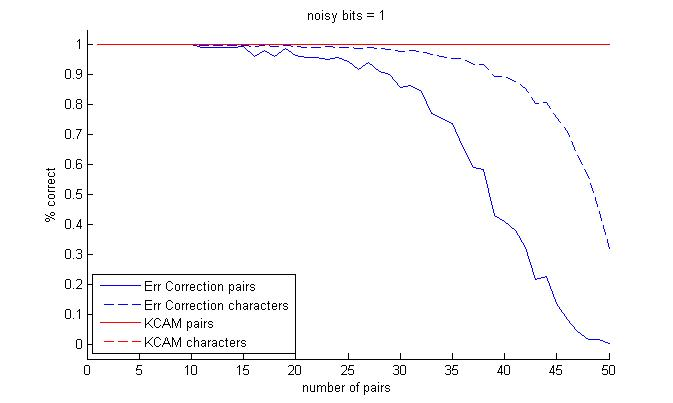 noisy bits = 1
1
0.9
0.8
0.7
0.6
0.5
0.4
0.3
0.2
0.1
0
% correct
Err Correction pairs
Err Correction characters
KCAM pairs
KCAM characters
0 5 10 15 20 25 30 35 40 45 50
number of pairs